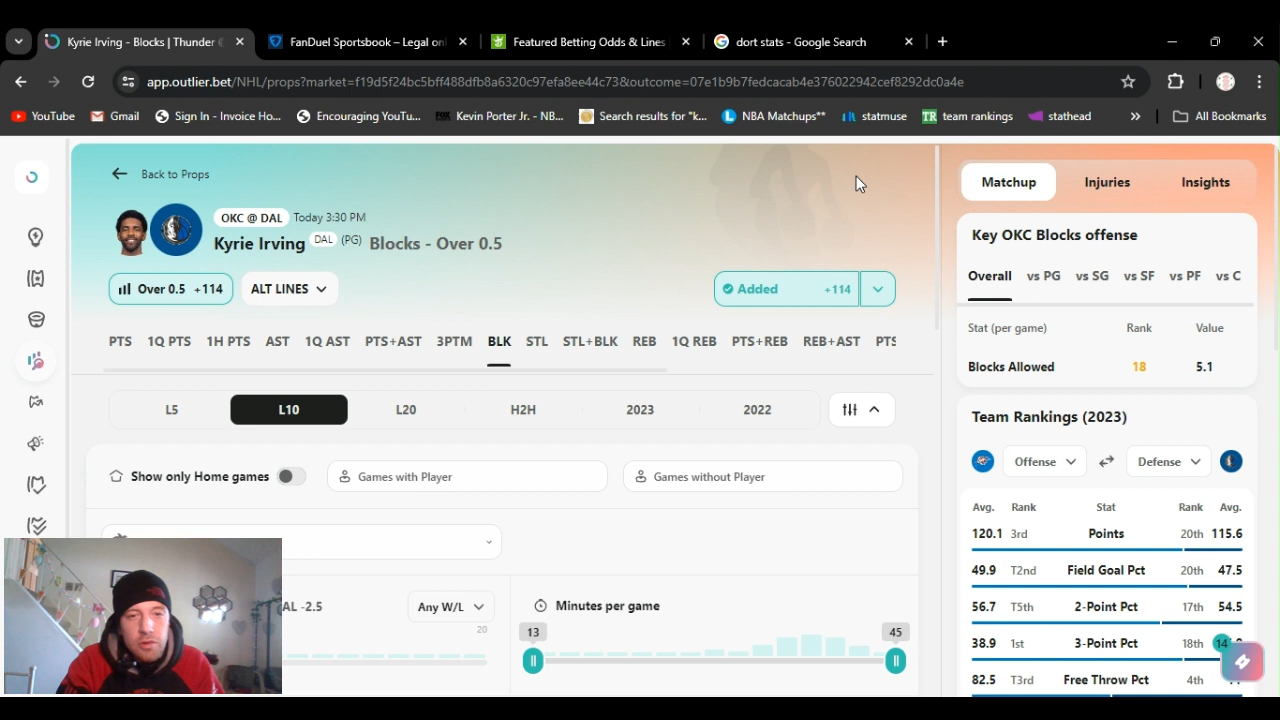 Kyrie Irving - Blocks | Thunder
FanDuel Sportsbook – Legal onl
Featured Betting Odds & Lines
dort stats - Google Search
app.outlier.bet/NHL/props?market=f19d5f24bc5bff488dfb8a6320c97efa8ee44c73&outcome=07e1b9b7fedcacab4e376022942cef8292dc0a4e
YouTube
Gmail
Sign In - Invoice Ho...
Encouraging YouTu...
Kevin Porter Jr. - NB...
Search results for "k...
NBA Matchups**
statmuse
team rankings
stathead
All Bookmarks
Back to Props
OKC @ DAL Today 3:30 PM
Kyrie Irving DAL (PG) Blocks - Over 0.5
Over 0.5 +114
ALT LINES
Added +114
PTS 1Q PTS 1H PTS AST 1Q AST PTS+AST 3PTM BLK STL STL+BLK REB 1Q REB PTS+REB REB+AST PTS
L5 L10 L20 H2H 2023 2022
Show only Home games
Games with Player
Games without Player
AL -2.5
Any W/L
20
Minutes per game
13
45
Matchup Injuries Insights
Key OKC Blocks offense
Overall vs PG vs SG vs SF vs PF vs C
Stat (per game) Rank Value
Blocks Allowed 18 5.1
Team Rankings (2023)
Offense Defense
Avg. Rank Stat Rank Avg.
120.1 3rd Points 20th 115.6
49.9 T2nd Field Goal Pct 20th 47.5
56.7 T5th 2-Point Pct 17th 54.5
38.9 1st 3-Point Pct 18th
14
82.5 T3rd Free Throw Pct 4th